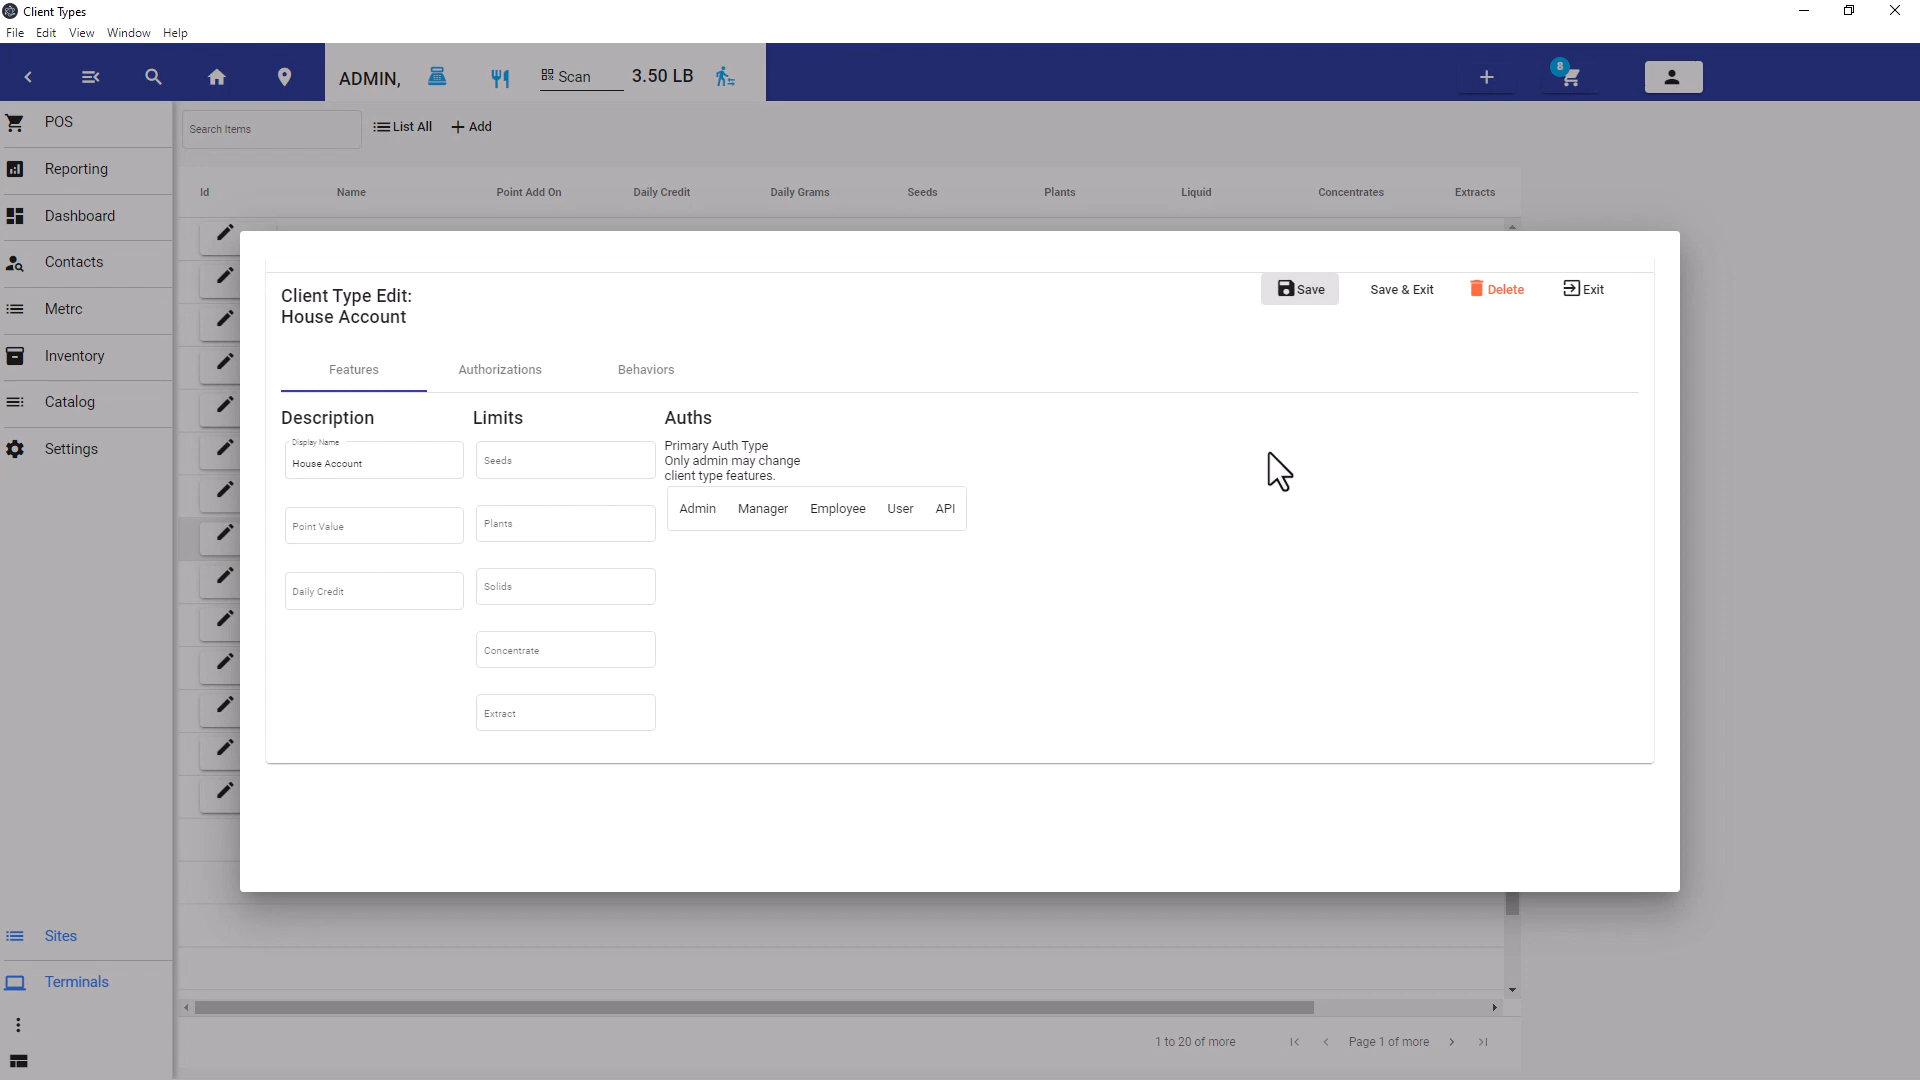 Client Types
File Edit View Window Help
ADMIN, Scan 3.50 LB 8
POS
Reporting
Dashboard
Contacts
Metrc
Inventory
Catalog
Settings
Sites
Terminals
Search Items List All Add
Id Name Point Add On Daily Credit Daily Grams Seeds Plants Liquid Concentrates Extracts
Client Type Edit:
House Account
Save Save & Exit Delete Exit
Features Authorizations Behaviors
Description
Display Name
House Account
Point Value
Daily Credit
Limits
Seeds
Plants
Solids
Concentrate
Extract
Auths
Primary Auth Type
Only admin may change
client type features.
Admin Manager Employee User API
1 to 20 of more Page 1 of more